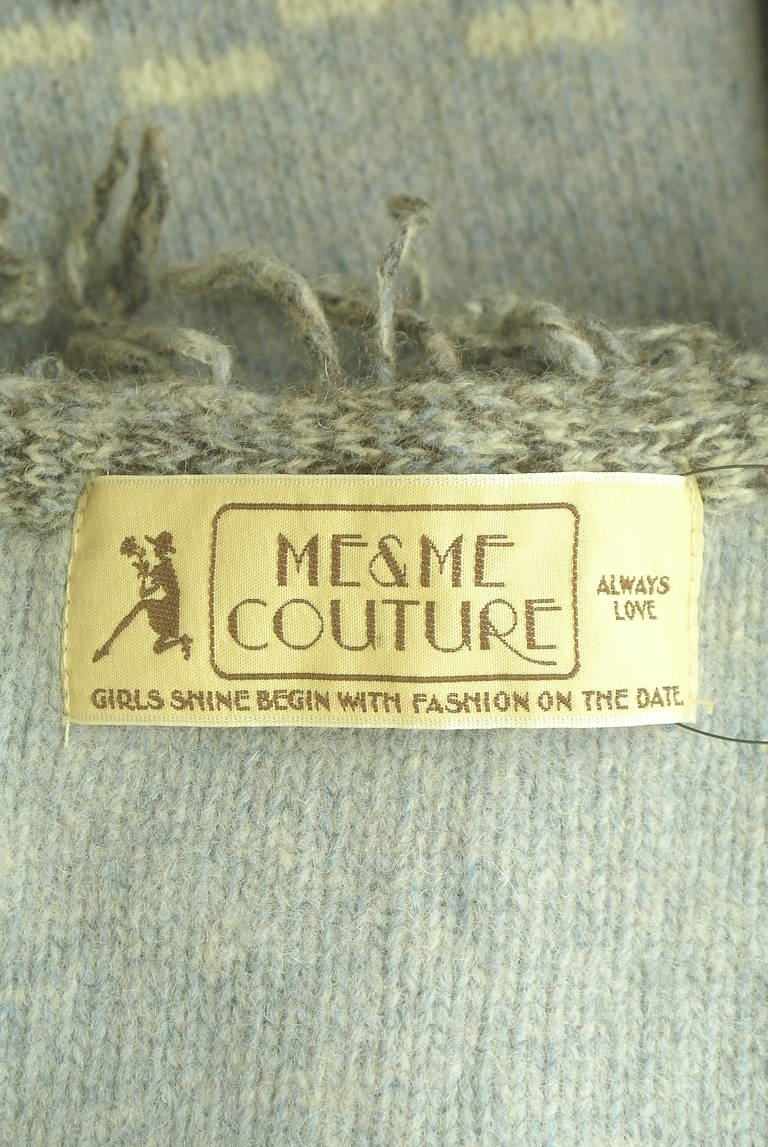 ME&ME
COUTURE
ALWAYS
LOVE
GIRLS SHINE BEGIN WITH FASHION ON THE DATE